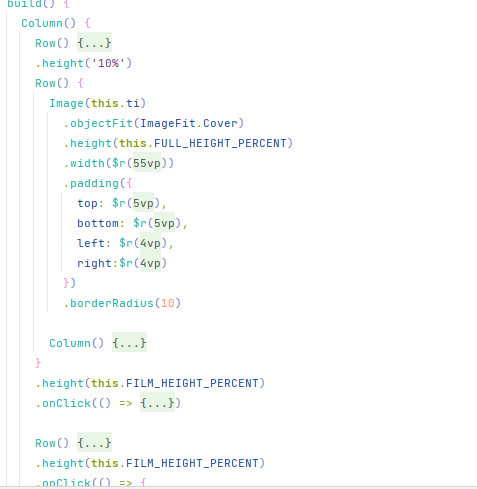 build() {
Column() {
Row() {...}
.height('10%')
Row() {
Image(this.ti)
.objectFit(ImageFit.Cover)
.height(this.FULL_HEIGHT_PERCENT)
.width($r(55vp))
.padding({
top: $r(5vp),
bottom: $r(5vp),
left: $r(4vp),
right:$r(4vp)
})
.borderRadius(10)
Column() {...}
}
.height(this.FILM_HEIGHT_PERCENT)
.onClick(() => {...})
Row() {...}
.height(this.FILM_HEIGHT_PERCENT)
.onClick(() => {